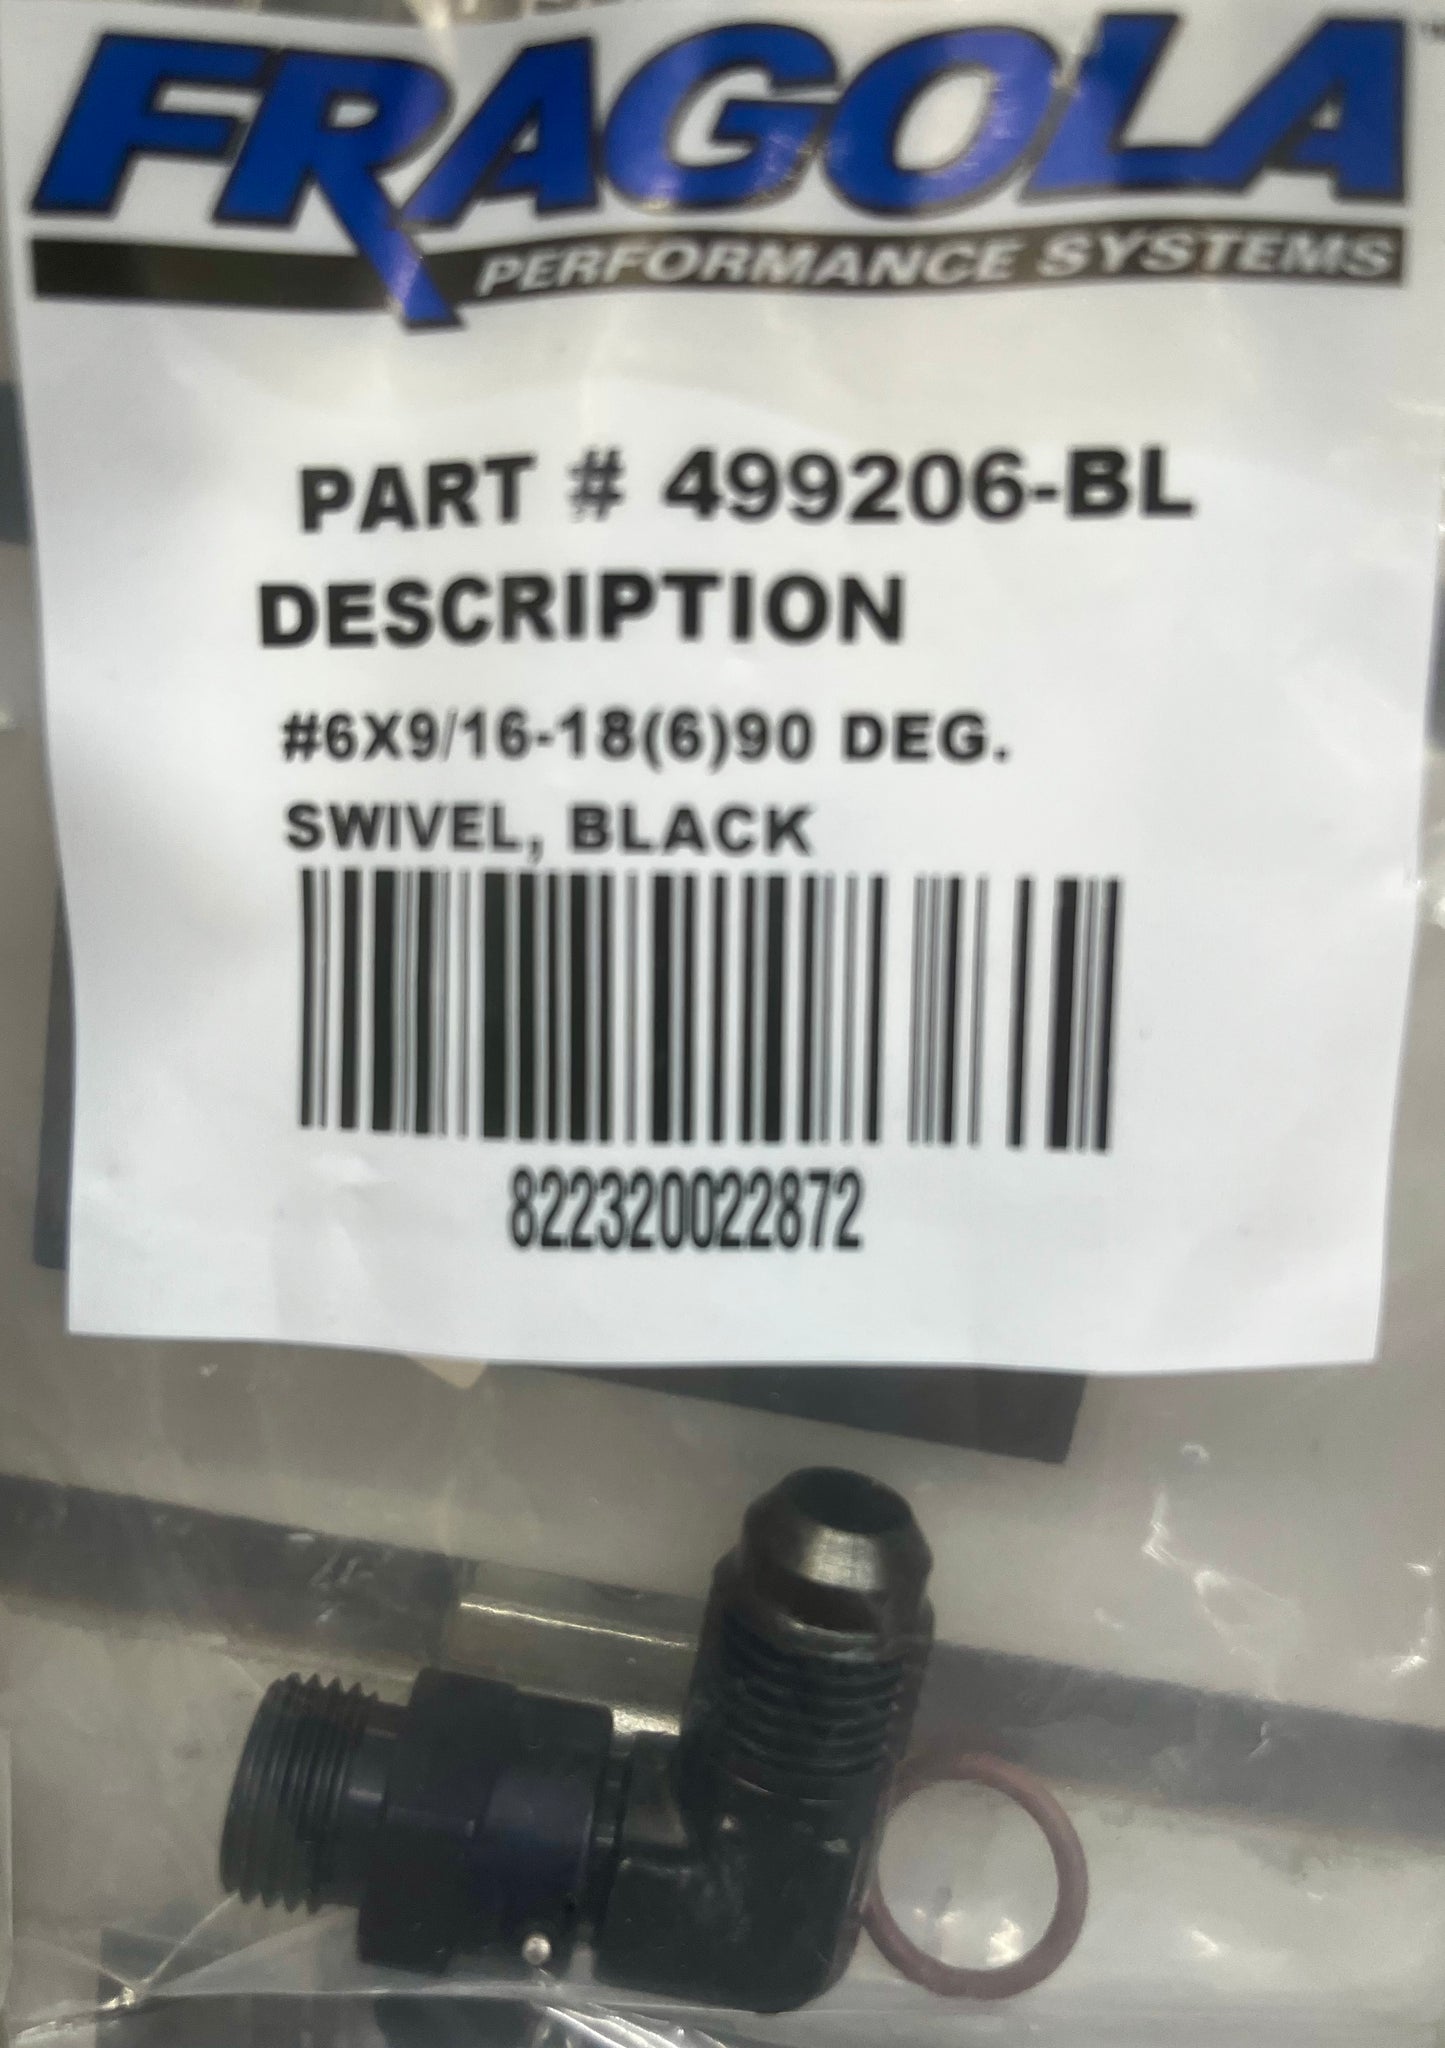 FRAGOLA
PERFORMANCE SYSTEMS
PART # 499206-BL
DESCRIPTION
#6X9/16-18(6)90 DEG.
SWIVEL, BLACK
822320022872